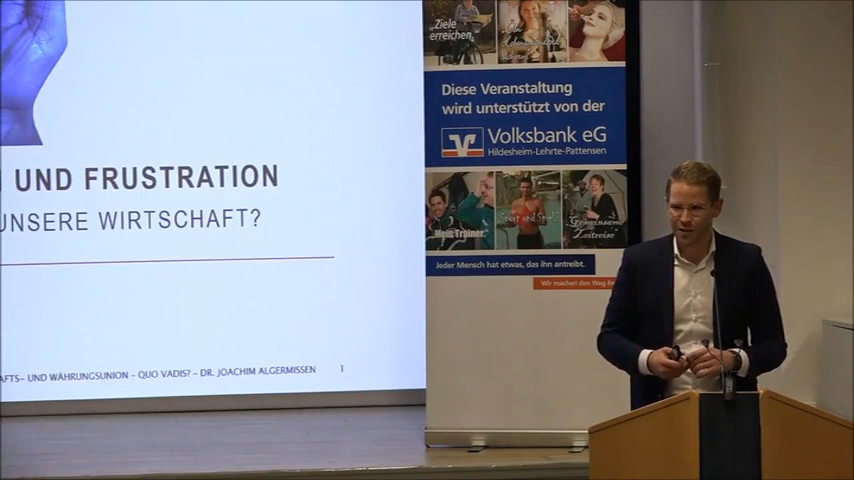 UND FRUSTRATION
UNSERE WIRTSCHAFT?
AFTS- UND WÄHRUNGSUNION – QUO VADIS? – DR. JOACHIM ALGERMISSEN 1
„Ziele
erreichen."
Diese Veranstaltung
wird unterstützt von der
Volksbank eG
Hildesheim-Lehrte-Pattensen
„Mein Trainer."
„Sport und Spiel"
„Gemeinsame
Zeitreise"
Jeder Mensch hat etwas, das ihn antreibt.
Wir machen den Weg